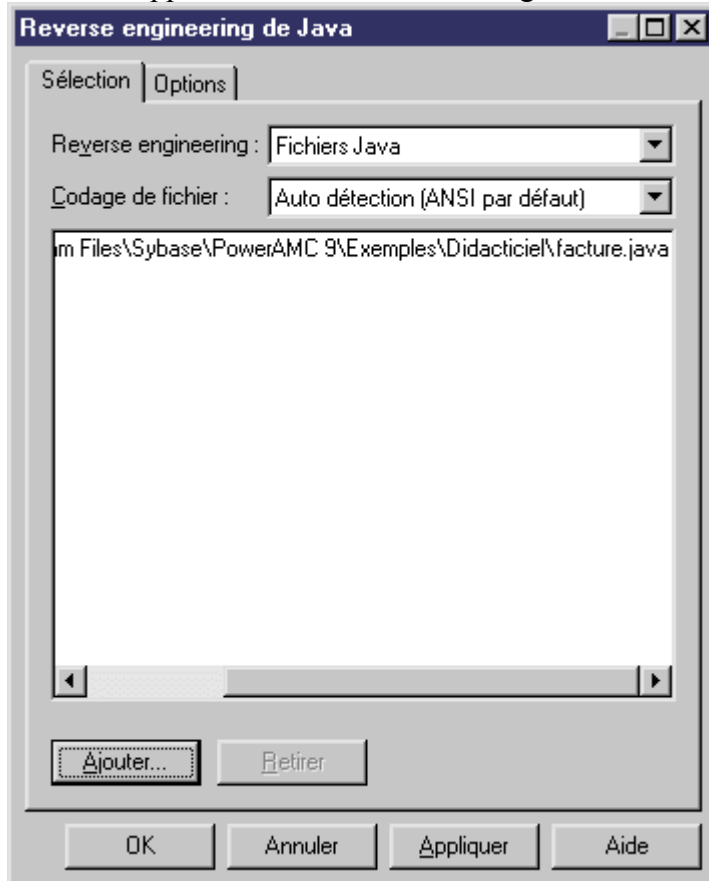 Reverse engineering de Java
Sélection Options
Reverse engineering : Fichiers Java
Codage de fichier : Auto détection (ANSI par défaut)
m Files\Sybase\PowerAMC 9\Exemples\Didacticiel\facture.java
Ajouter... Retirer
OK Annuler Appliquer Aide